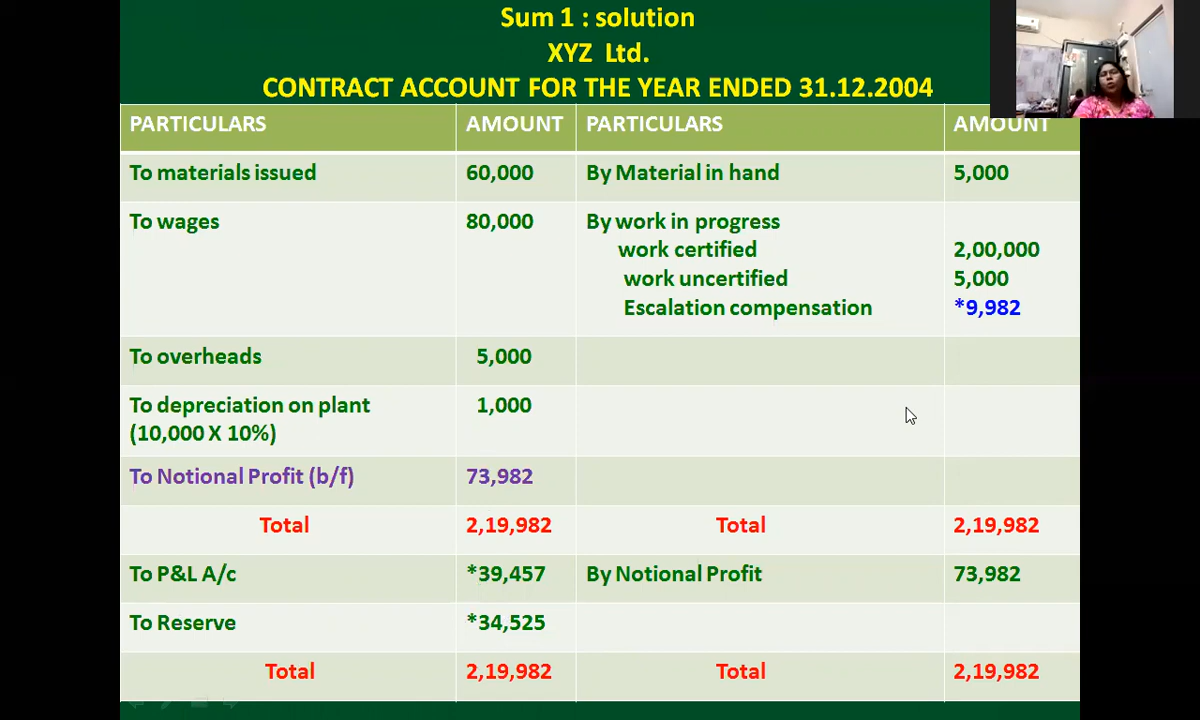 Sum 1 : solution
XYZ Ltd.
CONTRACT ACCOUNT FOR THE YEAR ENDED 31.12.2004
PARTICULARS AMOUNT PARTICULARS AMOUNT
To materials issued 60,000 By Material in hand 5,000
To wages 80,000 By work in progress
work certified 2,00,000
work uncertified 5,000
Escalation compensation *9,982
To overheads 5,000
To depreciation on plant 1,000
(10,000 X 10%)
To Notional Profit (b/f) 73,982
Total 2,19,982 Total 2,19,982
To P&L A/c *39,457 By Notional Profit 73,982
To Reserve *34,525
Total 2,19,982 Total 2,19,982